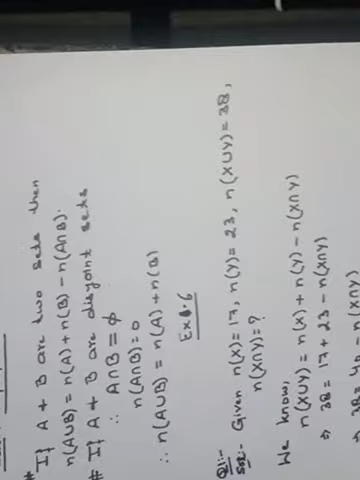 # If A & B are two sets then
n(A∪B) = n(A) + n(B) - n(A∩B).
# If A & B are disjoint sets
∴ A∩B = ϕ
n(A∩B) = 0
∴ n(A∪B) = n(A) + n(B)
Ex 1.6
Q1:-
Sol:- Given n(X) = 17, n(Y) = 23, n(X∪Y) = 38,
n(X∩Y) = ?
We know,
n(X∪Y) = n(X) + n(Y) - n(X∩Y)
⇒ 38 = 17 + 23 - n(X∩Y)
⇒ 38 = 40 - n(X∩Y)